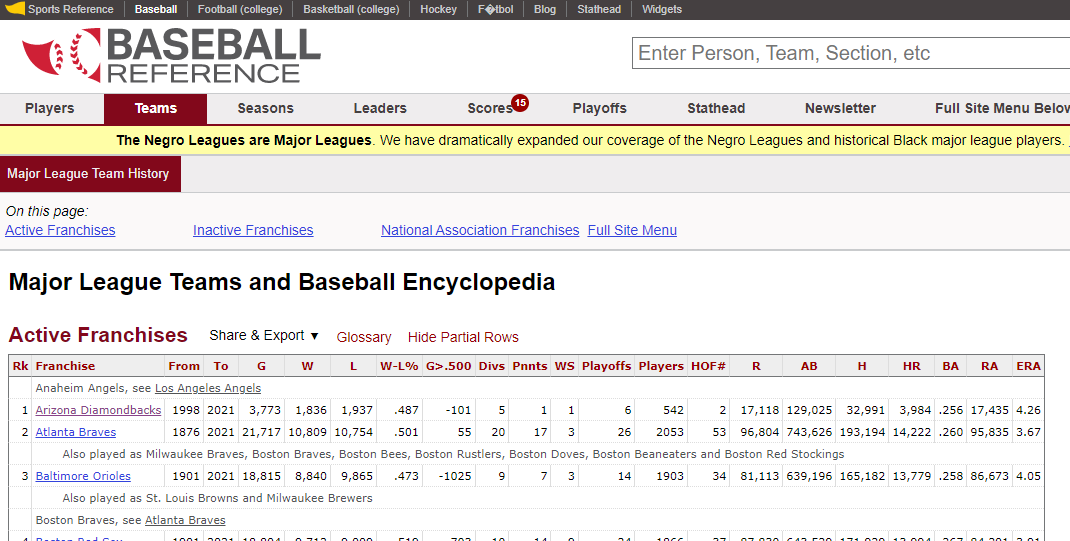 Sports Reference Baseball Football (college) Basketball (college) Hockey F�tbol Blog Stathead Widgets
BASEBALL
REFERENCE
Enter Person, Team, Section, etc
Players Teams Seasons Leaders Scores 15 Playoffs Stathead Newsletter Full Site Menu Below
The Negro Leagues are Major Leagues. We have dramatically expanded our coverage of the Negro Leagues and historical Black major league players.
Major League Team History
On this page:
Active Franchises Inactive Franchises National Association Franchises Full Site Menu
Major League Teams and Baseball Encyclopedia
Active Franchises Share & Export ▼ Glossary Hide Partial Rows
Rk Franchise From To G W L W-L% G>.500 Divs Pnnts WS Playoffs Players HOF# R AB H HR BA RA ERA
Anaheim Angels, see Los Angeles Angels
1 Arizona Diamondbacks 1998 2021 3,773 1,836 1,937 .487 -101 5 1 1 6 542 2 17,118 129,025 32,991 3,984 .256 17,435 4.26
2 Atlanta Braves 1876 2021 21,717 10,809 10,754 .501 55 20 17 3 26 2053 53 96,804 743,626 193,194 14,222 .260 95,835 3.67
Also played as Milwaukee Braves, Boston Braves, Boston Bees, Boston Rustlers, Boston Doves, Boston Beaneaters and Boston Red Stockings
3 Baltimore Orioles 1901 2021 18,815 8,840 9,865 .473 -1025 9 7 3 14 1903 34 81,113 639,196 165,182 13,779 .258 86,673 4.05
Also played as St. Louis Browns and Milwaukee Brewers
Boston Braves, see Atlanta Braves